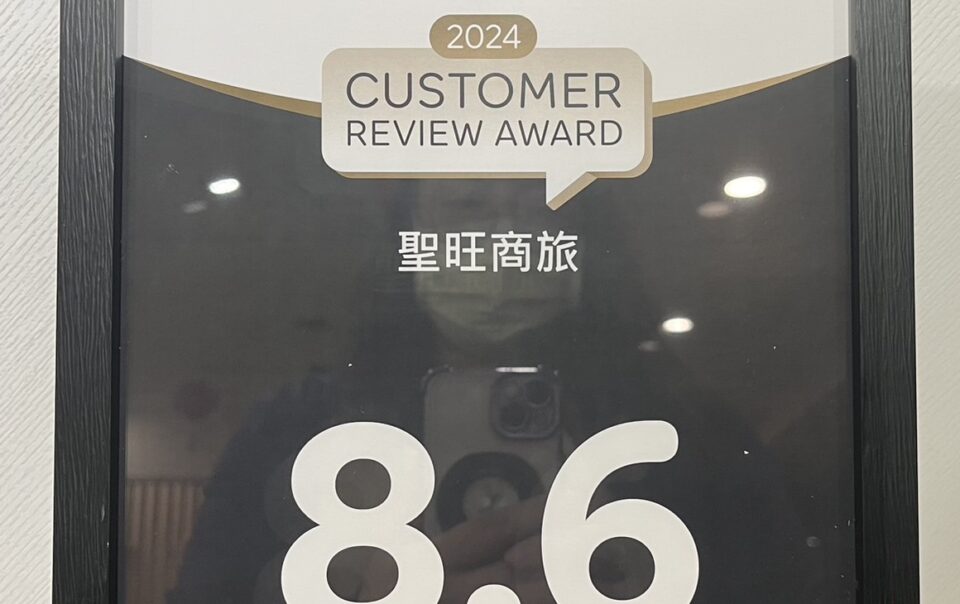 2024
CUSTOMER
REVIEW AWARD
聖旺商旅
8.6